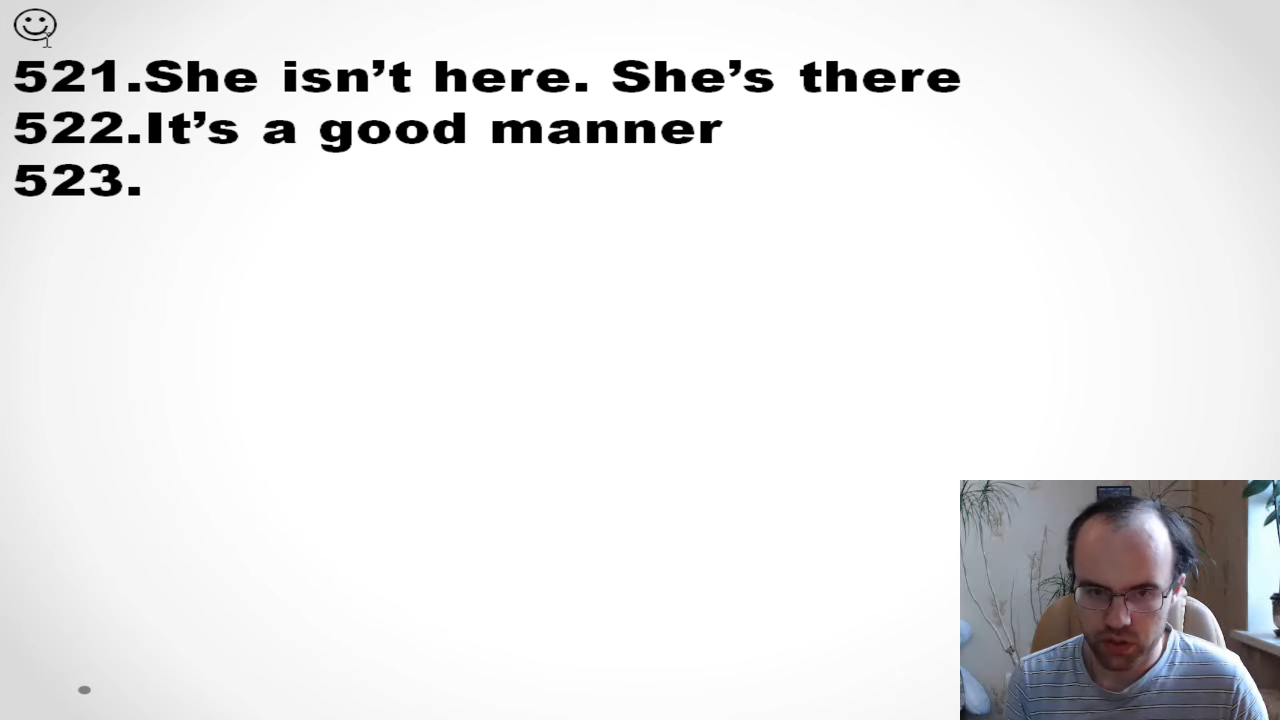 521.She isn’t here. She’s there
522.It’s a good manner
523.